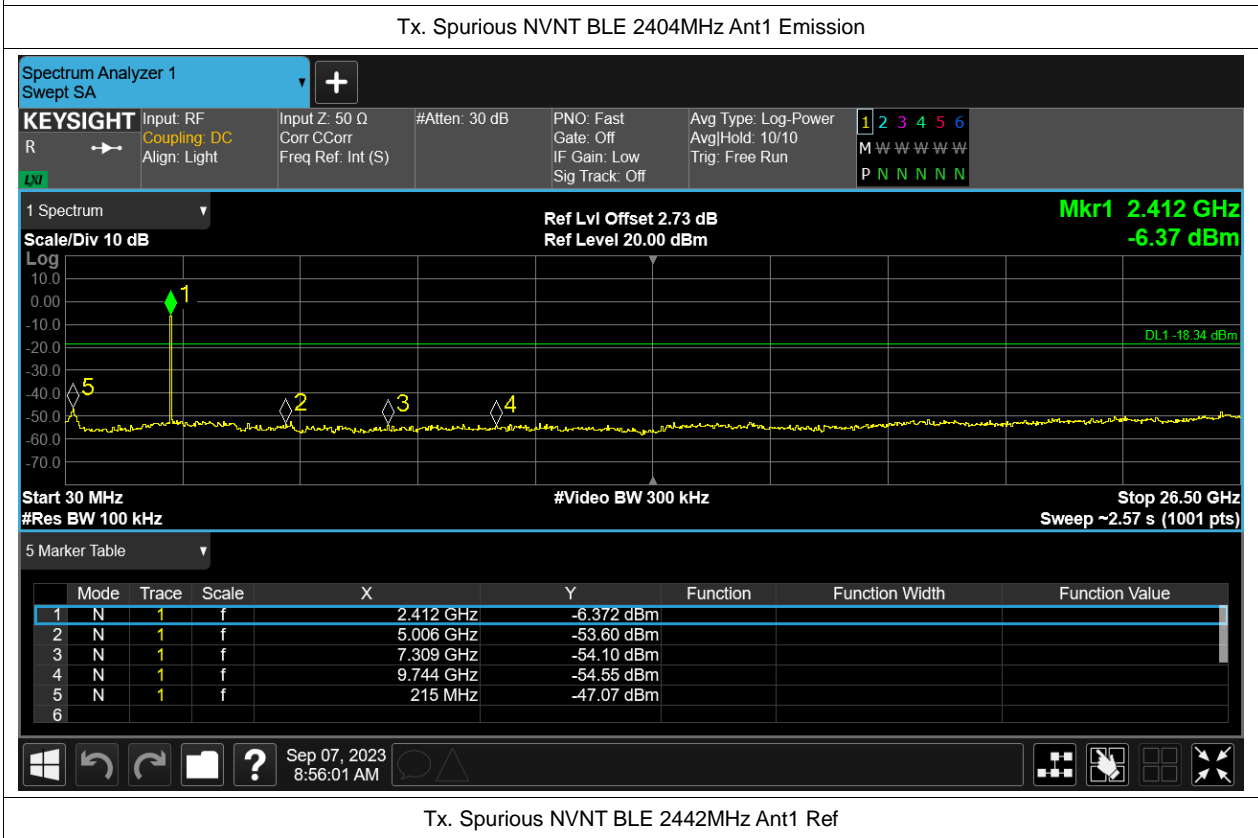 Tx. Spurious NVNT BLE 2404MHz Ant1 Emission
Spectrum Analyzer 1
Swept SA
KEYSIGHT
R
LXI
Input: RF
Coupling: DC
Align: Light
Input Z: 50 Ω
Corr CCorr
Freq Ref: Int (S)
#Atten: 30 dB
PNO: Fast
Gate: Off
IF Gain: Low
Sig Track: Off
Avg Type: Log-Power
Avg|Hold: 10/10
Trig: Free Run
1 2 3 4 5 6
M W W W W W
P N N N N N
1 Spectrum
Scale/Div 10 dB
Ref Lvl Offset 2.73 dB
Ref Level 20.00 dBm
Mkr1 2.412 GHz
-6.37 dBm
Log
10.0
0.00
-10.0
-20.0
-30.0
-40.0
-50.0
-60.0
-70.0
1
DL1 -18.34 dBm
5
2
3
4
Start 30 MHz
#Video BW 300 kHz
Stop 26.50 GHz
#Res BW 100 kHz
Sweep ~2.57 s (1001 pts)
5 Marker Table
Mode Trace Scale X Y Function Function Width Function Value
1 N 1 f 2.412 GHz -6.372 dBm
2 N 1 f 5.006 GHz -53.60 dBm
3 N 1 f 7.309 GHz -54.10 dBm
4 N 1 f 9.744 GHz -54.55 dBm
5 N 1 f 215 MHz -47.07 dBm
6
?
Sep 07, 2023
8:56:01 AM
Tx. Spurious NVNT BLE 2442MHz Ant1 Ref